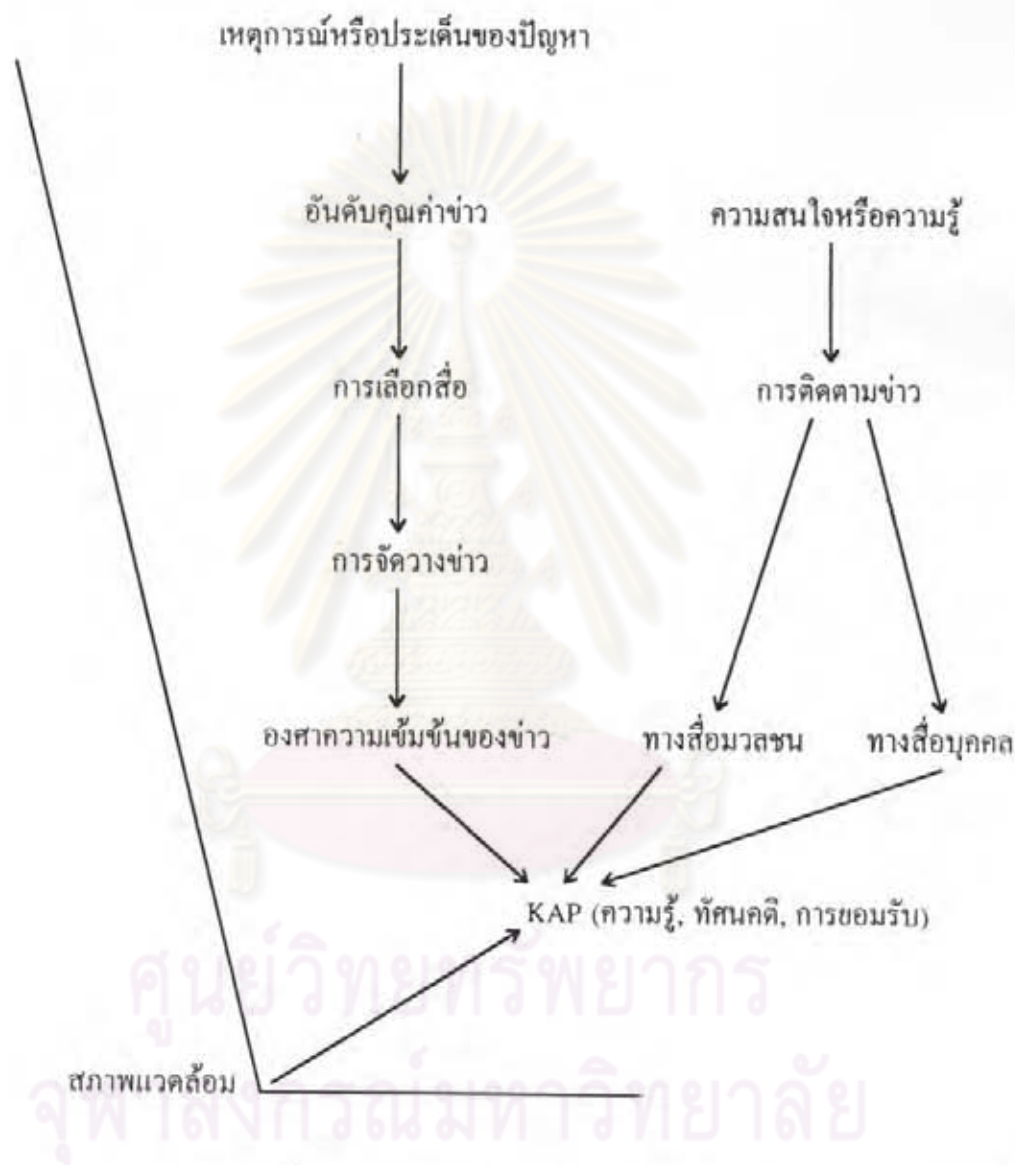 เหตุการณ์หรือประเด็นของปัญหา
อันดับคุณค่าข่าว
ความสนใจหรือความรู้
การเลือกสื่อ
การติดตามข่าว
การจัดวางข่าว
องศาความเข้มข้นของข่าว
ทางสื่อมวลชน
ทางสื่อบุคคล
KAP (ความรู้, ทัศนคติ, การยอมรับ)
ศูนย์วิทยทรัพยากร
สภาพแวดล้อม
จุฬาลงกรณ์มหาวิทยาลัย